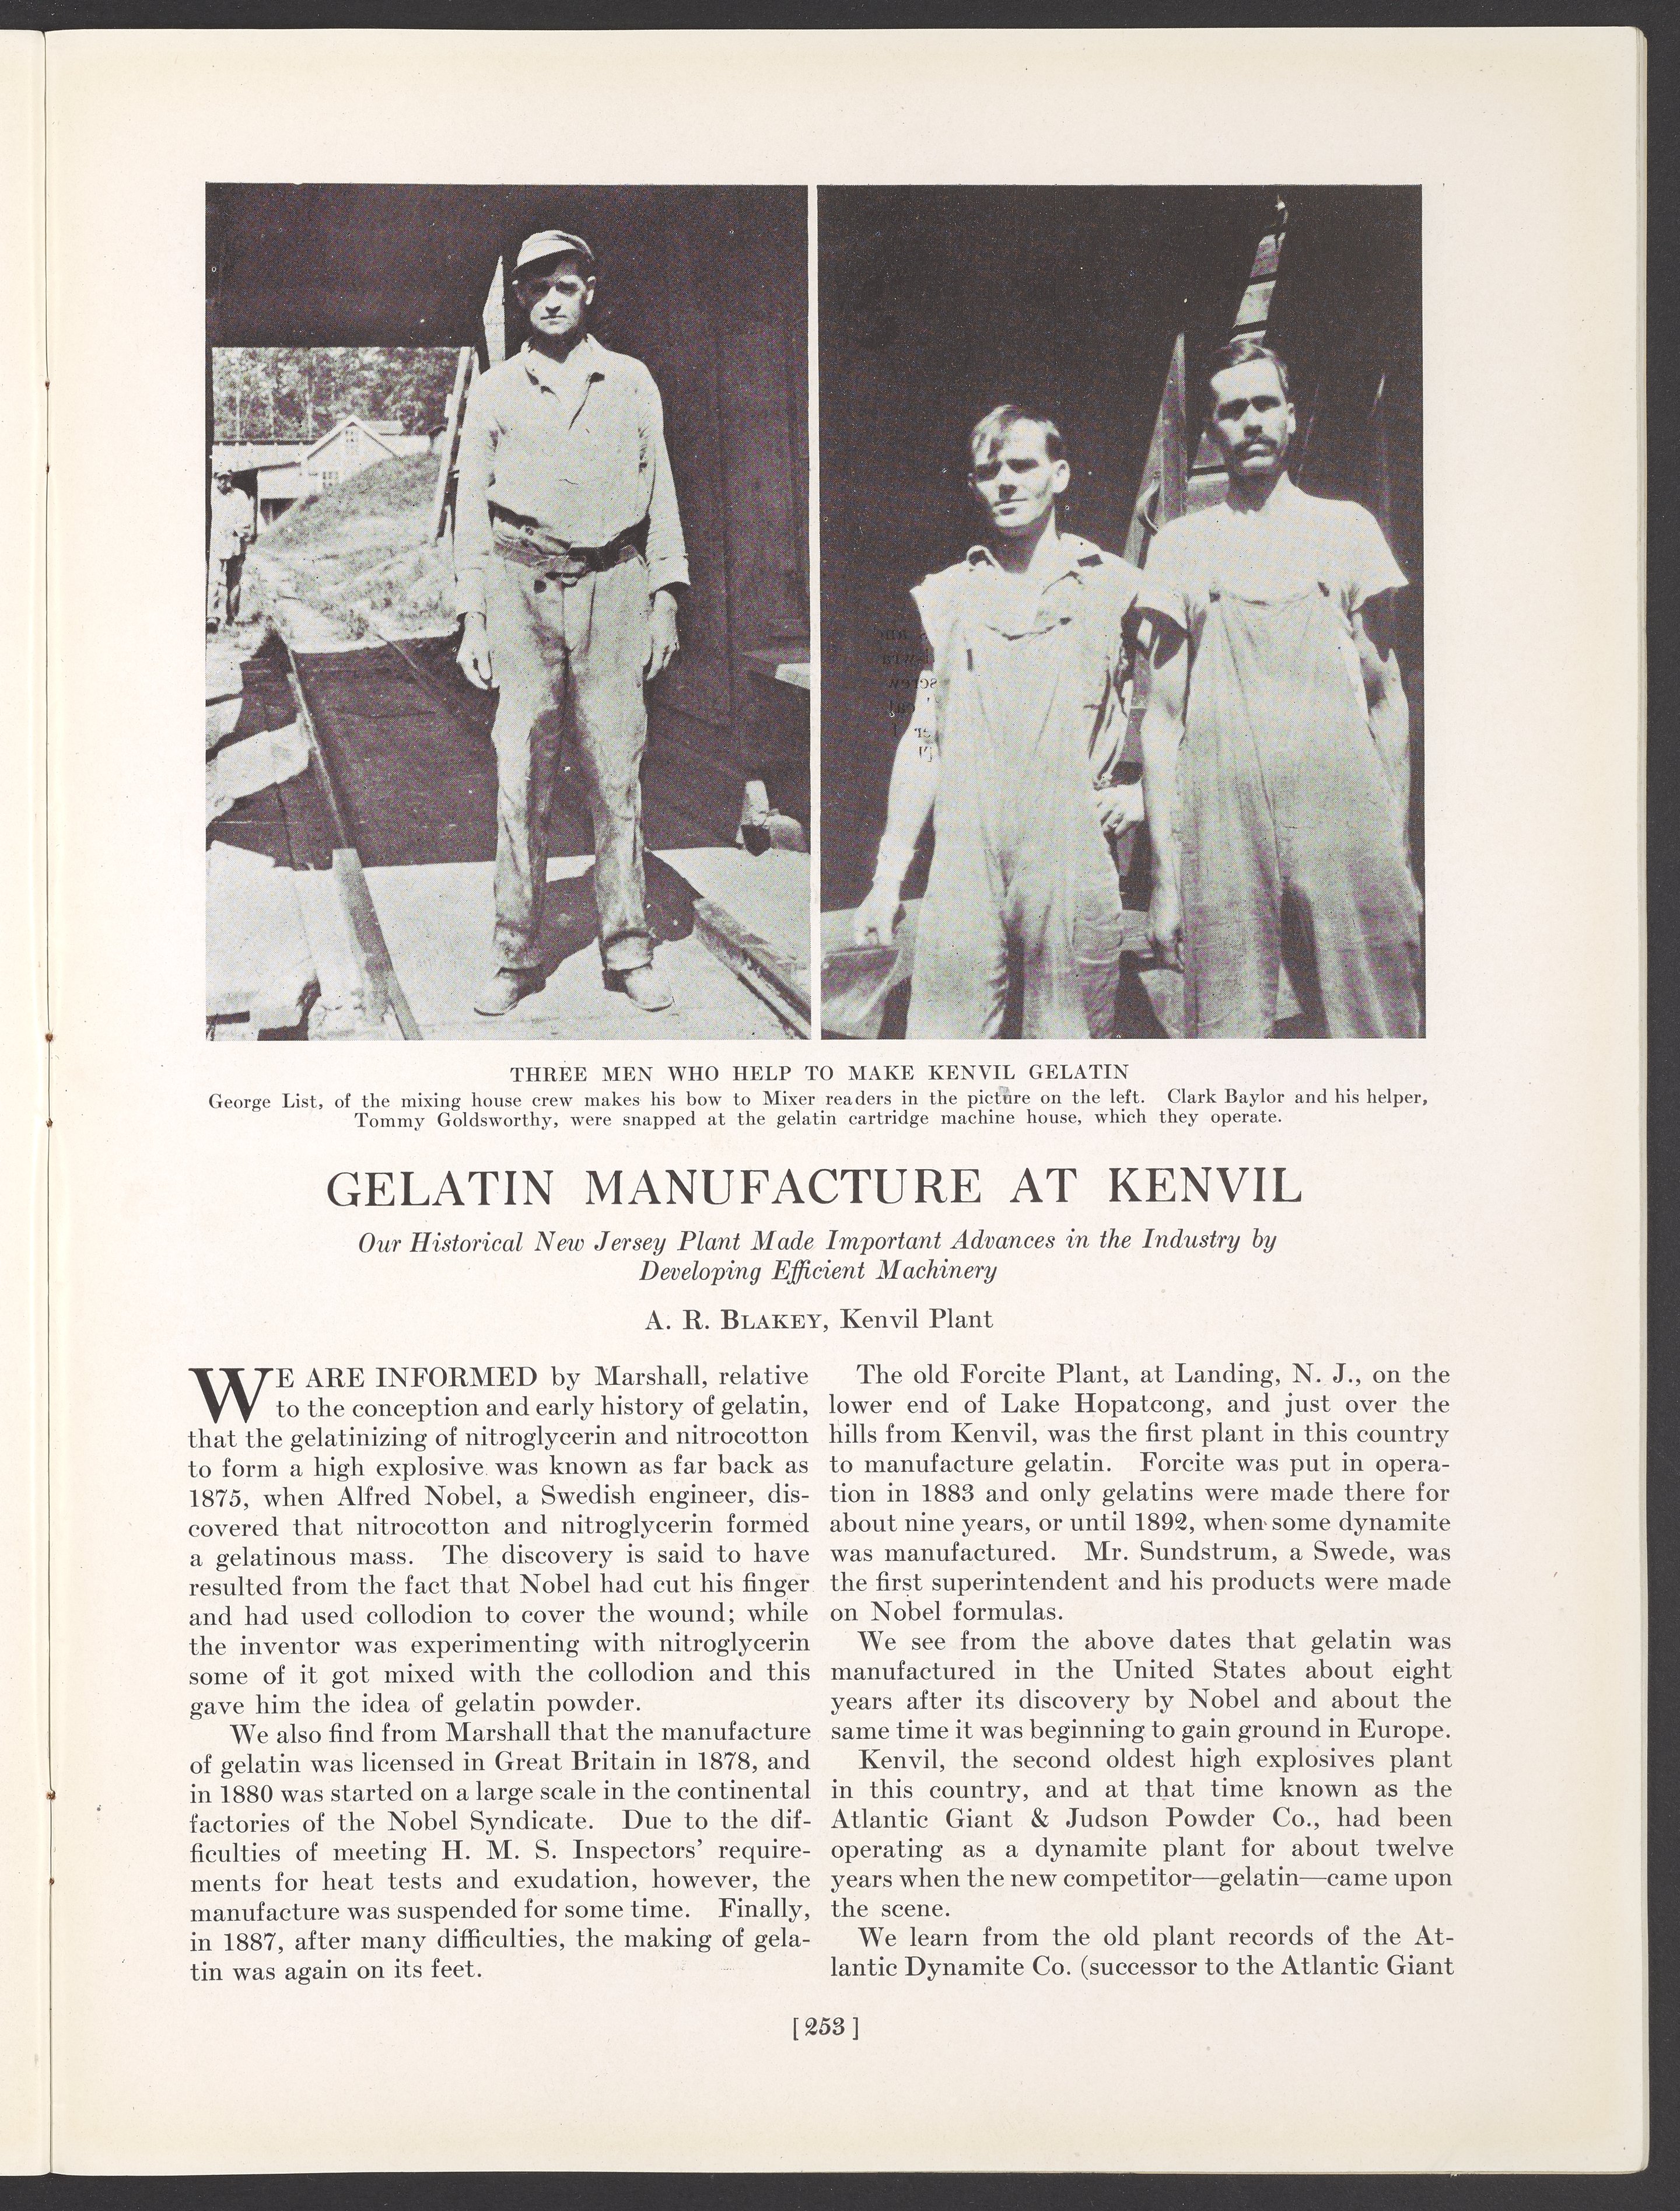 THREE MEN WHO HELP TO MAKE KENVIL GELATIN
George List, of the mixing house crew makes his bow to Mixer readers in the picture on the left. Clark Baylor and his helper,
Tommy Goldsworthy, were snapped at the gelatin cartridge machine house, which they operate.
GELATIN MANUFACTURE AT KENVIL
Our Historical New Jersey Plant Made Important Advances in the Industry by
Developing Efficient Machinery
A. R. BLAKEY, Kenvil Plant
WE ARE INFORMED by Marshall, relative
to the conception and early history of gelatin,
that the gelatinizing of nitroglycerin and nitrocotton
to form a high explosive was known as far back as
1875, when Alfred Nobel, a Swedish engineer, dis-
covered that nitrocotton and nitroglycerin formed
a gelatinous mass. The discovery is said to have
resulted from the fact that Nobel had cut his finger
and had used collodion to cover the wound; while
the inventor was experimenting with nitroglycerin
some of it got mixed with the collodion and this
gave him the idea of gelatin powder.
We also find from Marshall that the manufacture
of gelatin was licensed in Great Britain in 1878, and
in 1880 was started on a large scale in the continental
factories of the Nobel Syndicate. Due to the dif-
ficulties of meeting H. M. S. Inspectors' require-
ments for heat tests and exudation, however, the
manufacture was suspended for some time. Finally,
in 1887, after many difficulties, the making of gela-
tin was again on its feet.
The old Forcite Plant, at Landing, N. J., on the
lower end of Lake Hopatcong, and just over the
hills from Kenvil, was the first plant in this country
to manufacture gelatin. Forcite was put in opera-
tion in 1883 and only gelatins were made there for
about nine years, or until 1892, when some dynamite
was manufactured. Mr. Sundstrum, a Swede, was
the first superintendent and his products were made
on Nobel formulas.
We see from the above dates that gelatin was
manufactured in the United States about eight
years after its discovery by Nobel and about the
same time it was beginning to gain ground in Europe.
Kenvil, the second oldest high explosives plant
in this country, and at that time known as the
Atlantic Giant & Judson Powder Co., had been
operating as a dynamite plant for about twelve
years when the new competitor—gelatin—came upon
the scene.
We learn from the old plant records of the At-
lantic Dynamite Co. (successor to the Atlantic Giant
[ 253 ]